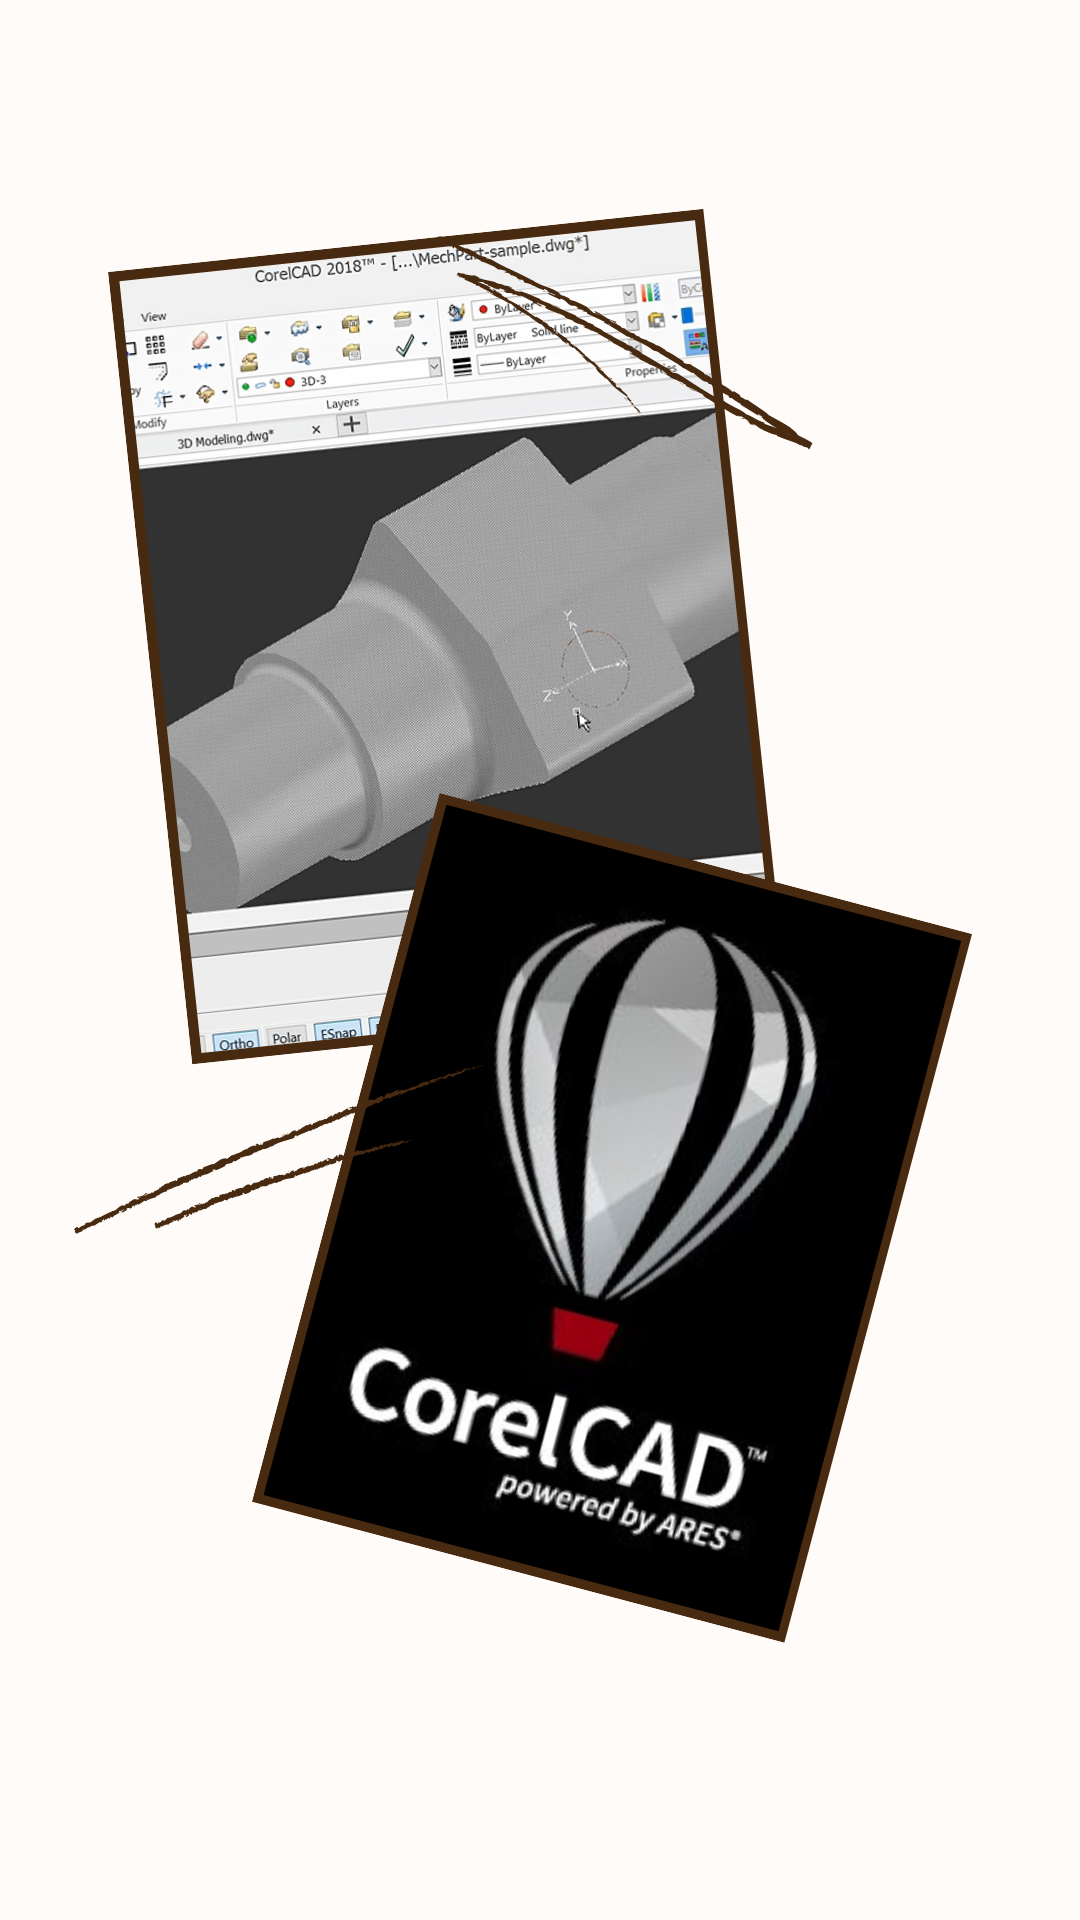 CorelCAD 2018™ - [...\MechPart-sample.dwg*]
View
ByLayer
ByLayer Solid line
ByLayer
3D-3
Modify
Layers
Properties
3D Modeling.dwg*
Ortho
Polar
ESnap
CorelCAD™
powered by ARES®